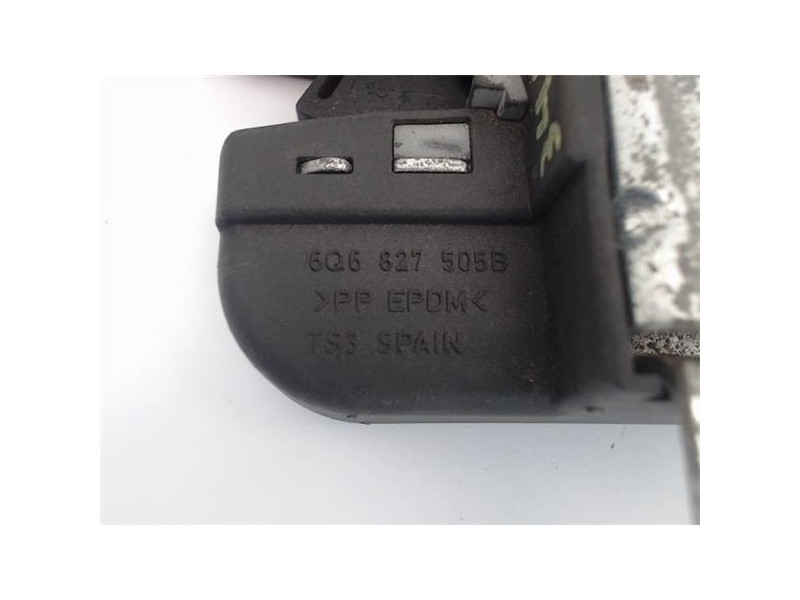 6Q6 827 505B
>PP EPDM<
TS3 SPAIN